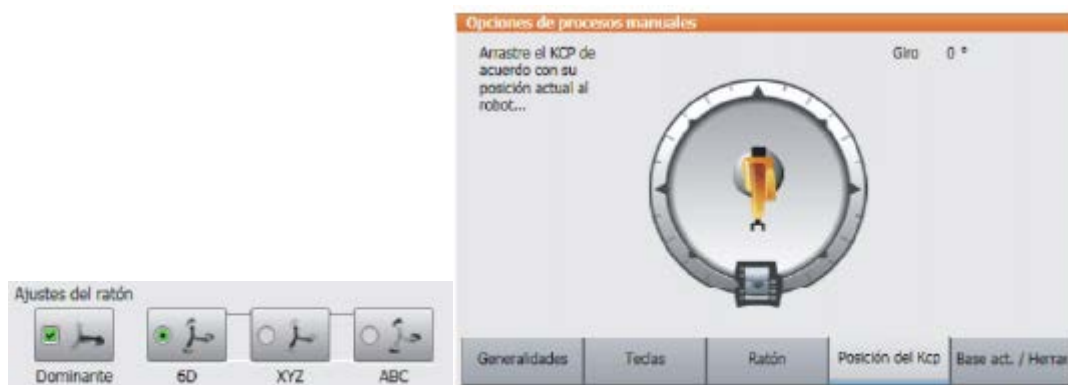 Opciones de procesos manuales
Arrastre el KCP de
acuerdo con su
posición actual al
robot...
Giro 0 °
Ajustes del ratón
Dominante 6D XYZ ABC
Generalidades Teclas Ratón Posición del Kcp Base act. / Herrar